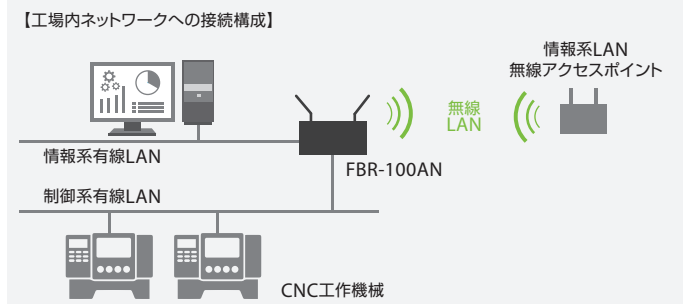 【工場内ネットワークへの接続構成】
情報系LAN
無線アクセスポイント
無線
LAN
情報系有線LAN
FBR-100AN
制御系有線LAN
CNC工作機械